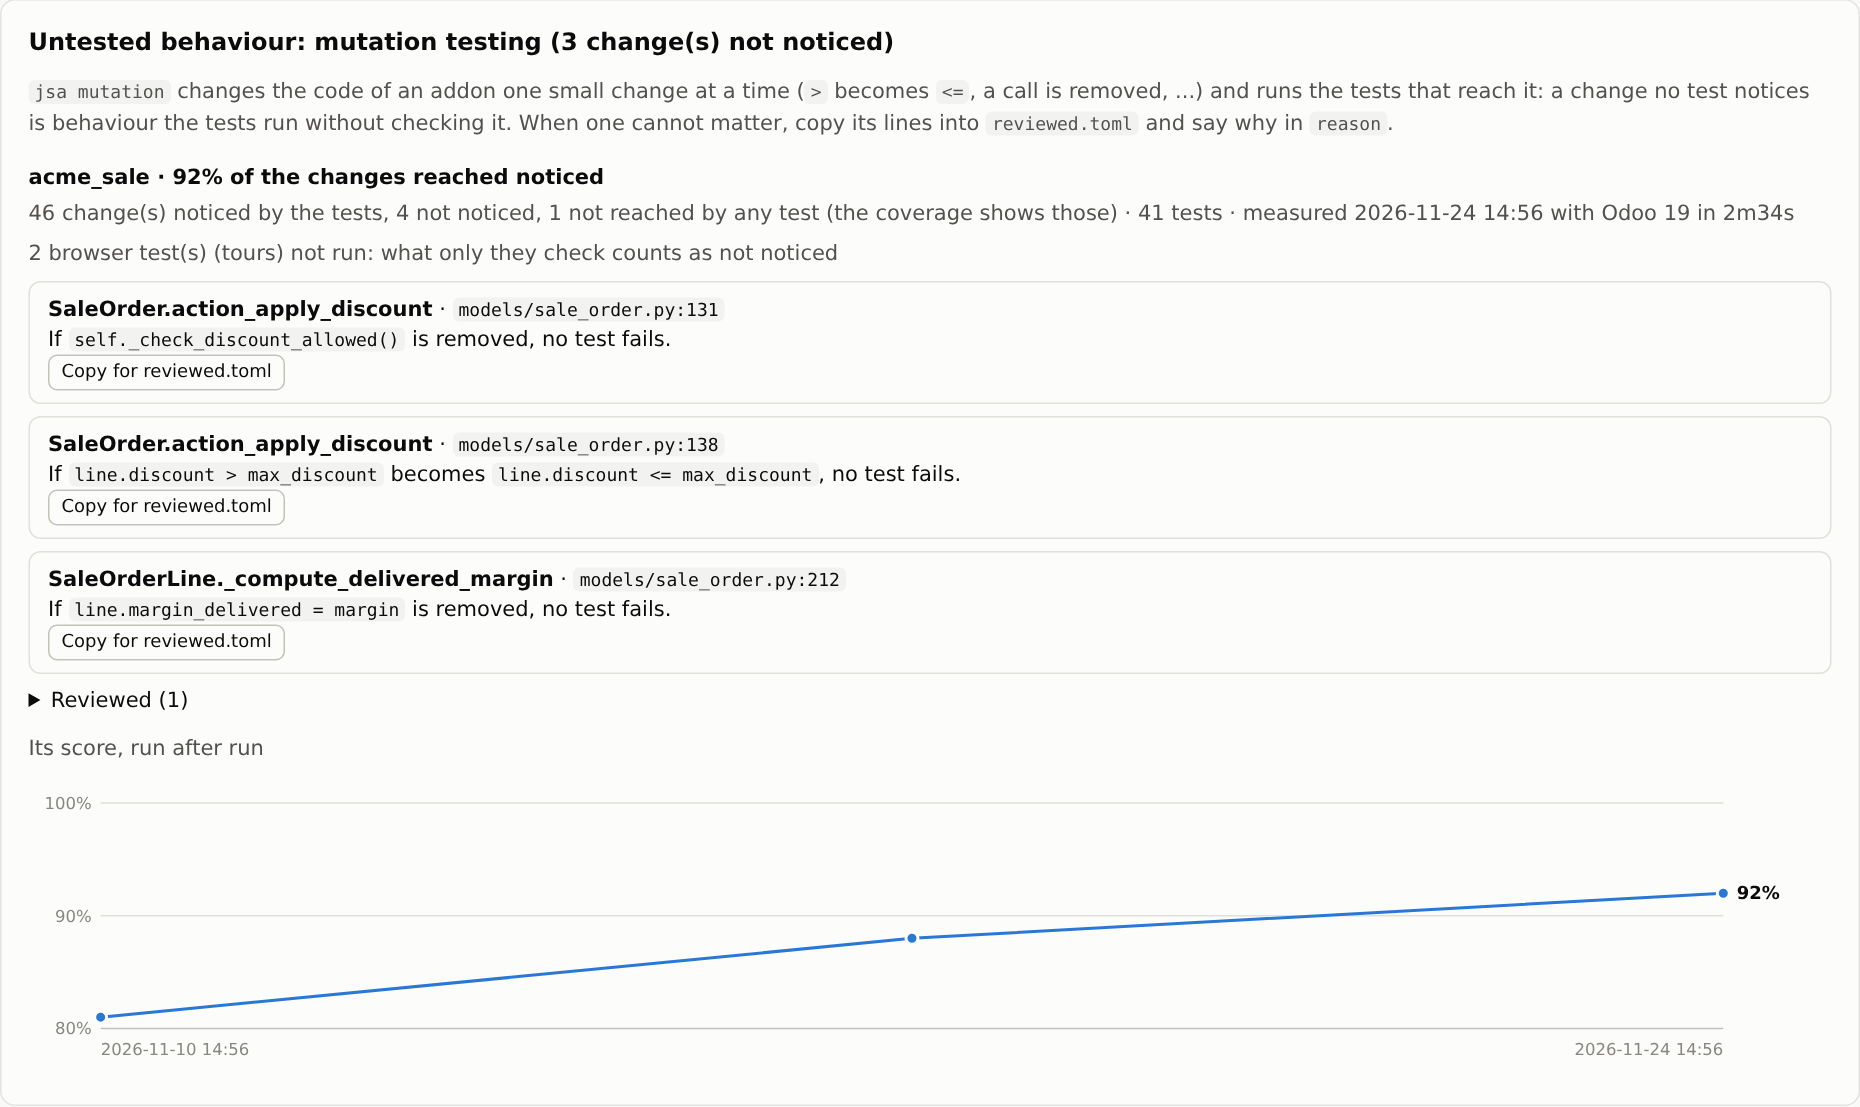 Untested behaviour: mutation testing (3 change(s) not noticed)
jsa mutation changes the code of an addon one small change at a time (> becomes <=, a call is removed, …) and runs the tests that reach it: a change no test notices
is behaviour the tests run without checking it. When one cannot matter, copy its lines into reviewed.toml and say why in reason.
acme_sale · 92% of the changes reached noticed
46 change(s) noticed by the tests, 4 not noticed, 1 not reached by any test (the coverage shows those) · 41 tests · measured 2026-11-24 14:56 with Odoo 19 in 2m34s
2 browser test(s) (tours) not run: what only they check counts as not noticed
SaleOrder.action_apply_discount · models/sale_order.py:131
If self._check_discount_allowed() is removed, no test fails.
Copy for reviewed.toml
SaleOrder.action_apply_discount · models/sale_order.py:138
If line.discount > max_discount becomes line.discount <= max_discount, no test fails.
Copy for reviewed.toml
SaleOrderLine._compute_delivered_margin · models/sale_order.py:212
If line.margin_delivered = margin is removed, no test fails.
Copy for reviewed.toml
▶ Reviewed (1)
Its score, run after run
100%
92%
90%
80%
2026-11-10 14:56
2026-11-24 14:56